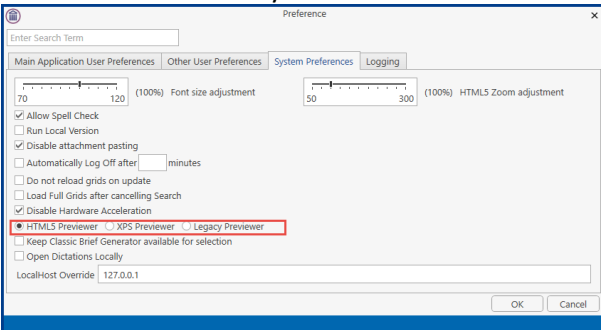 Preference
Enter Search Term
Main Application User Preferences Other User Preferences System Preferences Logging
70 120 (100%) Font size adjustment 50 300 (100%) HTML5 Zoom adjustment
Allow Spell Check
Run Local Version
Disable attachment pasting
Automatically Log Off after minutes
Do not reload grids on update
Load Full Grids after cancelling Search
Disable Hardware Acceleration
HTML5 Previewer XPS Previewer Legacy Previewer
Keep Classic Brief Generator available for selection
Open Dictations Locally
LocalHost Override 127.0.0.1
OK Cancel